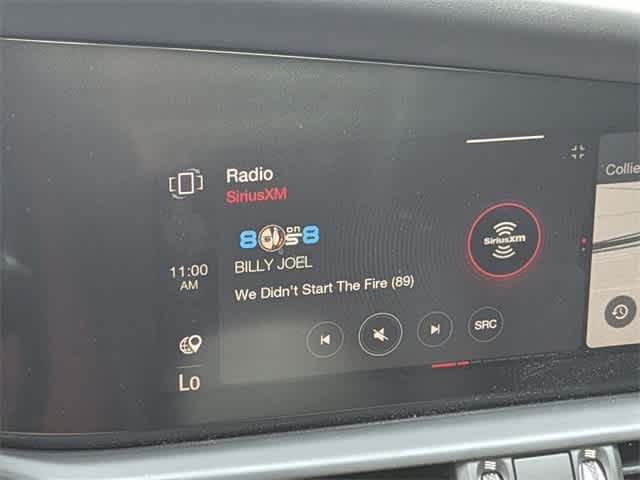 Radio
SiriusXM
Collie
80s on 8
SiriusXM
BILLY JOEL
11:00
AM
We Didn't Start The Fire (89)
SRC
Lo